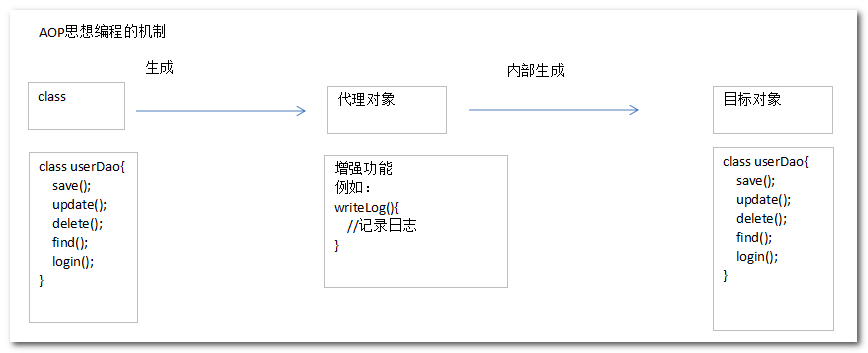 AOP思想编程的机制
生成
内部生成
class
代理对象
目标对象
class userDao{
save();
update();
delete();
find();
login();
}
增强功能
例如：
writeLog(){
//记录日志
}
class userDao{
save();
update();
delete();
find();
login();
}